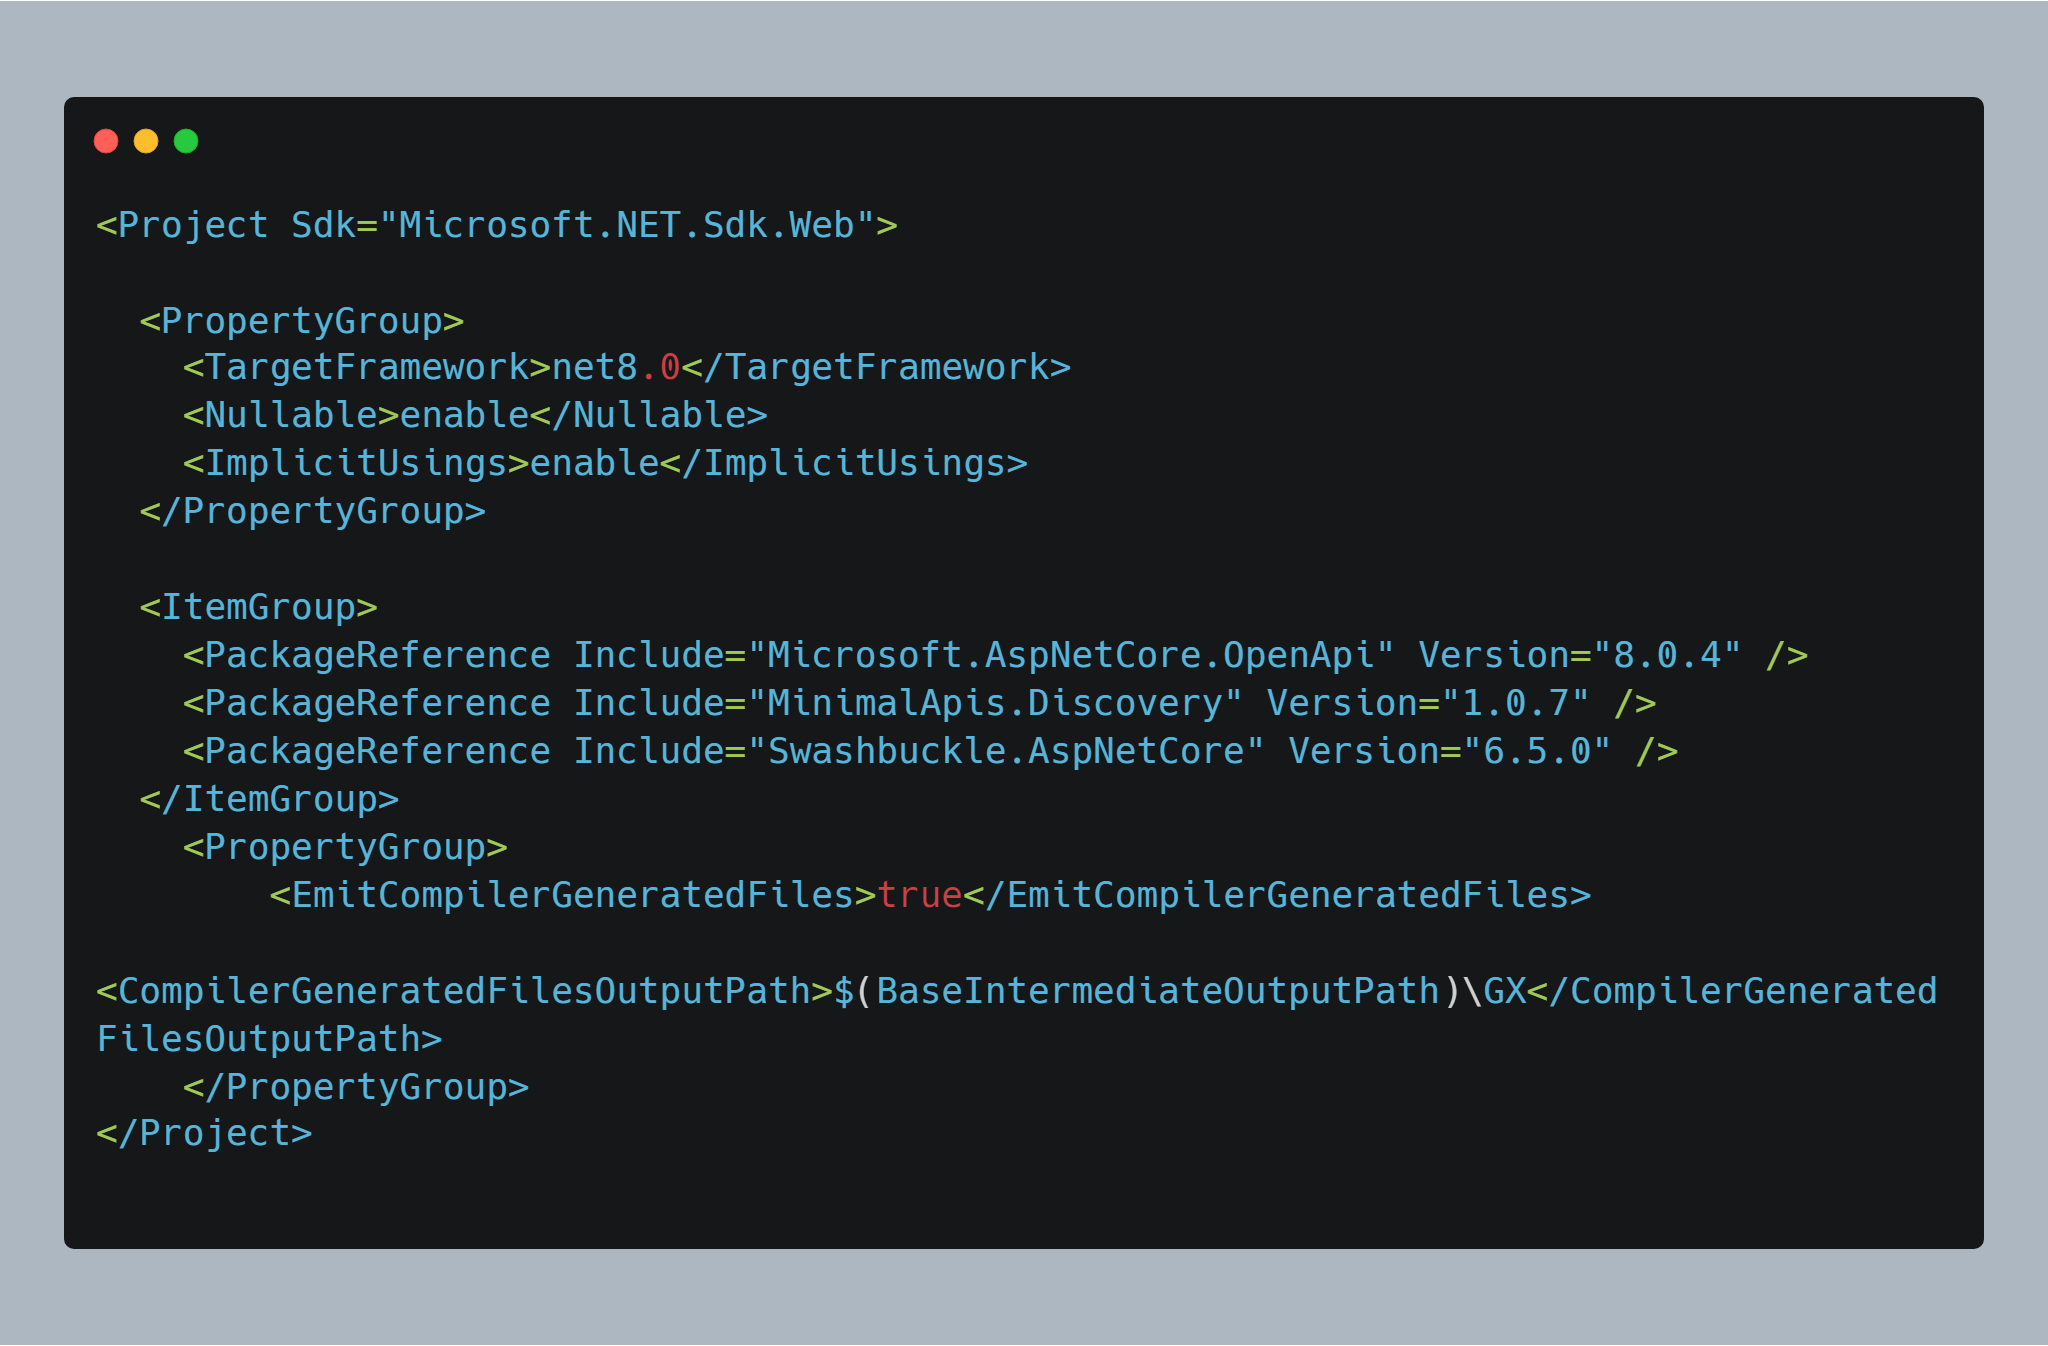 <Project Sdk="Microsoft.NET.Sdk.Web">

  <PropertyGroup>
    <TargetFramework>net8.0</TargetFramework>
    <Nullable>enable</Nullable>
    <ImplicitUsings>enable</ImplicitUsings>
  </PropertyGroup>

  <ItemGroup>
    <PackageReference Include="Microsoft.AspNetCore.OpenApi" Version="8.0.4" />
    <PackageReference Include="MinimalApis.Discovery" Version="1.0.7" />
    <PackageReference Include="Swashbuckle.AspNetCore" Version="6.5.0" />
  </ItemGroup>
    <PropertyGroup>
        <EmitCompilerGeneratedFiles>true</EmitCompilerGeneratedFiles>

<CompilerGeneratedFilesOutputPath>$(BaseIntermediateOutputPath)\GX</CompilerGenerated
FilesOutputPath>
    </PropertyGroup>
</Project>